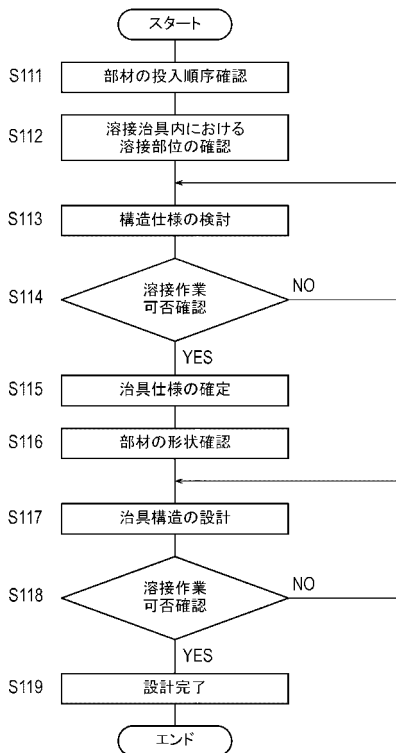 スタート
S111
部材の投入順序確認
S112
溶接治具内における
溶接部位の確認
S113
構造仕様の検討
S114
溶接作業
可否確認
NO
YES
S115
治具仕様の確定
S116
部材の形状確認
S117
治具構造の設計
S118
溶接作業
可否確認
NO
YES
S119
設計完了
エンド